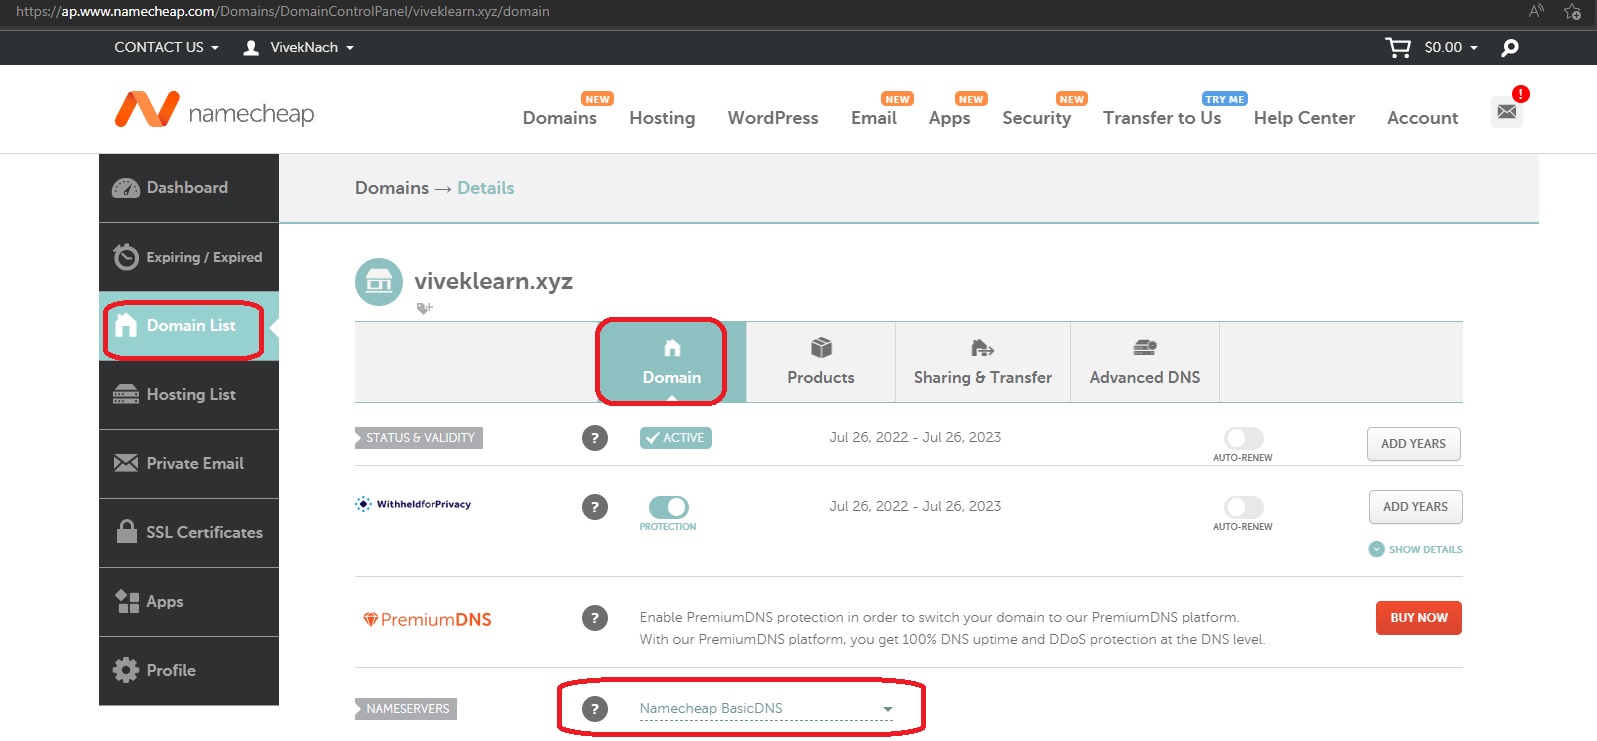 https://ap.www.namecheap.com/Domains/DomainControlPanel/viveklearn.xyz/domain
CONTACT US VivekNach $0.00
namecheap
NEW NEW NEW NEW TRY ME !
Domains Hosting WordPress Email Apps Security Transfer to Us Help Center Account
Dashboard
Expiring / Expired
Domain List
Hosting List
Private Email
SSL Certificates
Apps
Profile
Domains → Details
viveklearn.xyz
Domain Products Sharing & Transfer Advanced DNS
STATUS & VALIDITY ? ACTIVE Jul 26, 2022 - Jul 26, 2023 AUTO-RENEW ADD YEARS
WithheldforPrivacy ? PROTECTION Jul 26, 2022 - Jul 26, 2023 AUTO-RENEW ADD YEARS
SHOW DETAILS
PremiumDNS ? Enable PremiumDNS protection in order to switch your domain to our PremiumDNS platform. BUY NOW
With our PremiumDNS platform, you get 100% DNS uptime and DDoS protection at the DNS level.
NAMESERVERS ? Namecheap BasicDNS